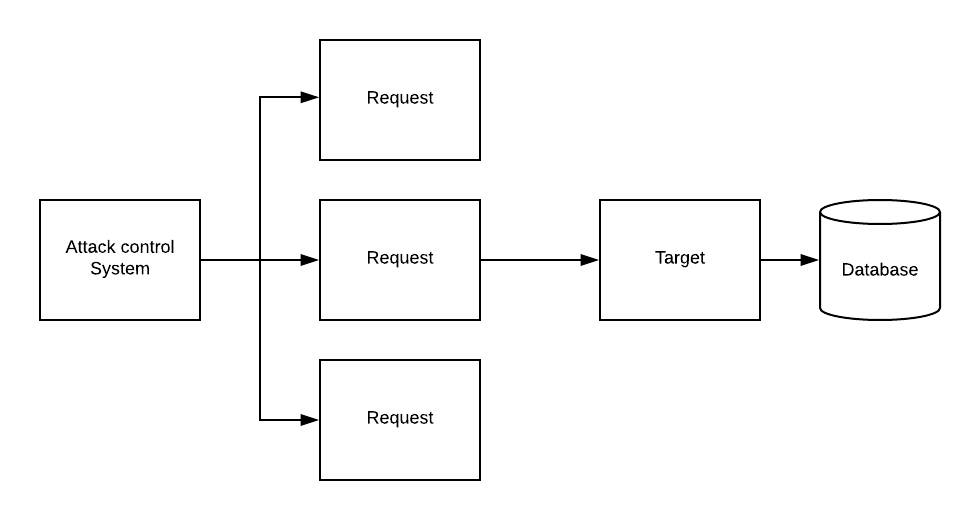 Request
Attack control
System
Request
Target
Database
Request